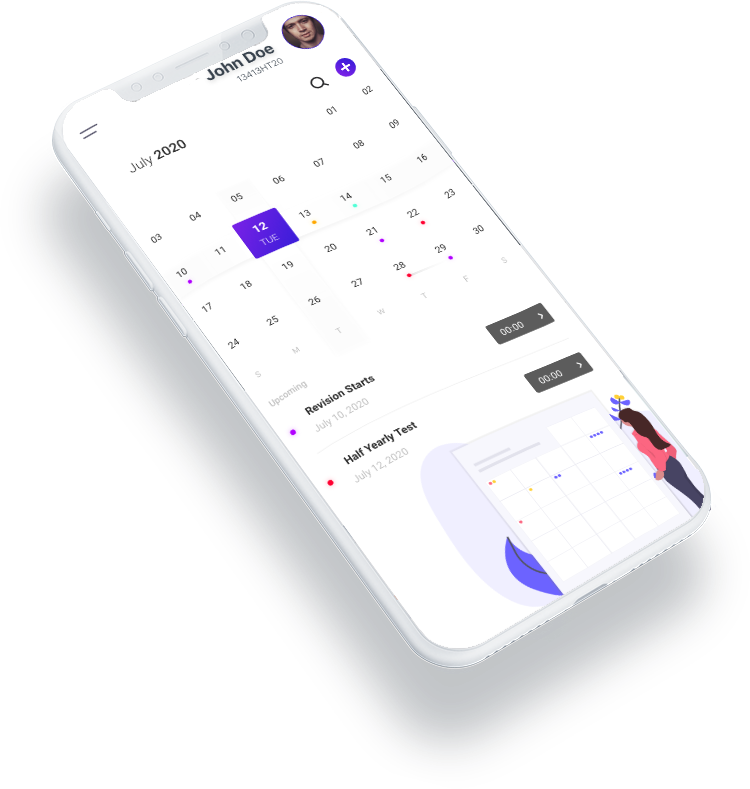 John Doe
13413HT20
July 2020
01 02
03 04 05 06 07 08 09
10 11 12 13 14 15 16
TUE
17 18 19 20 21 22 23
24 25 26 27 28 29 30
S M T W T F S
Upcoming
Revision Starts
July 10, 2020
00:00
Half Yearly Test
July 12, 2020
00:00